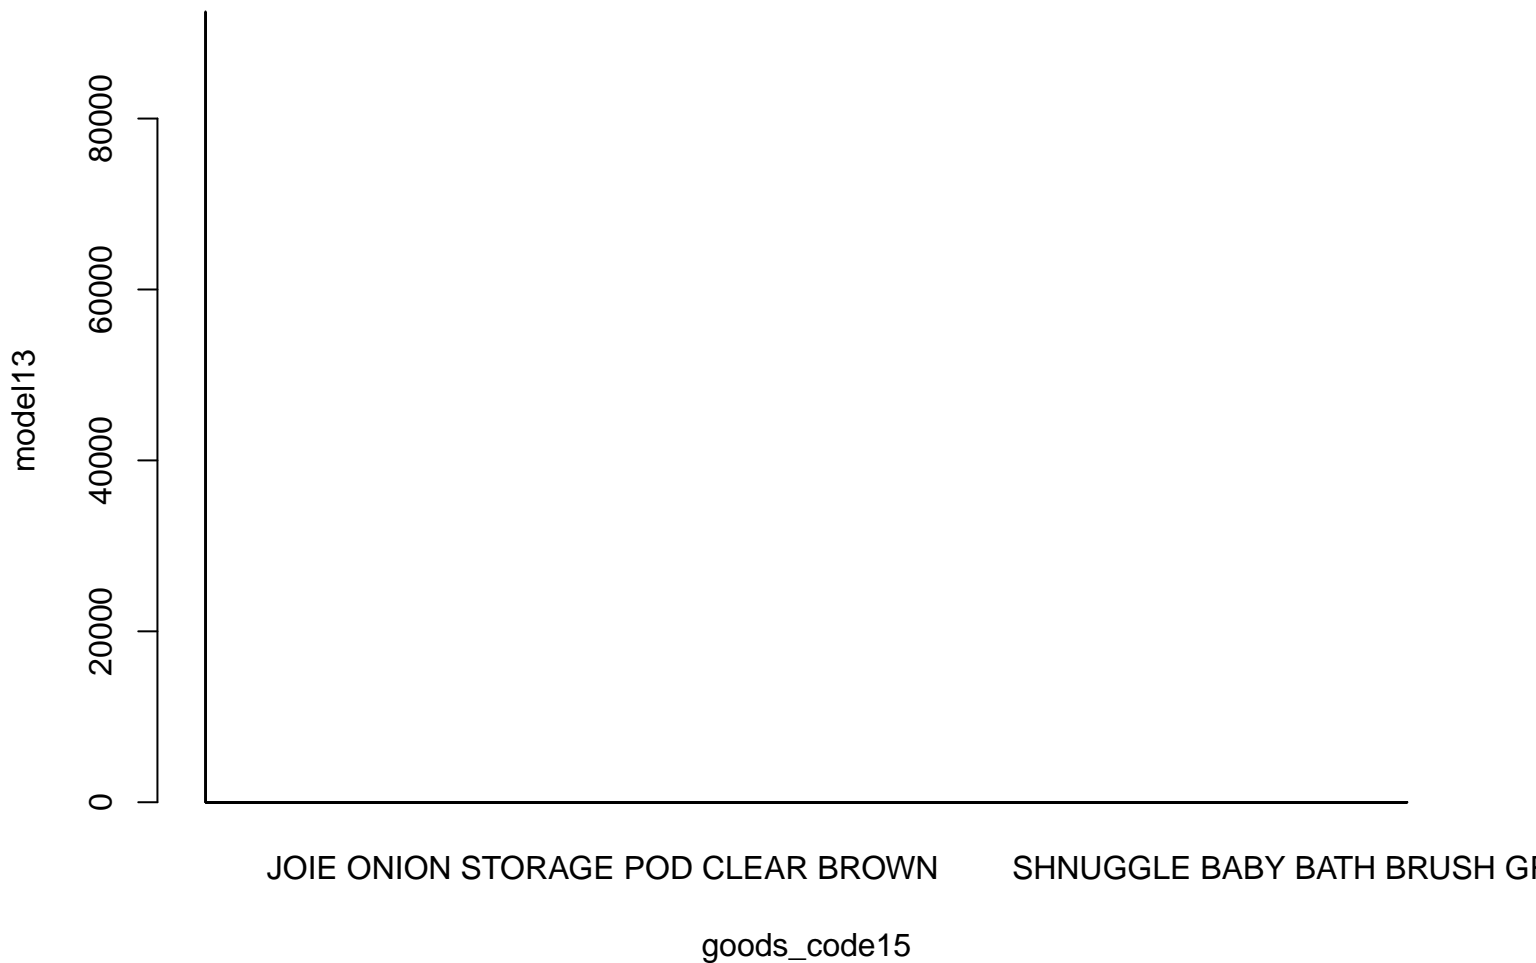 80000
60000
40000
20000
0
model13
JOIE ONION STORAGE POD CLEAR BROWN
SHNUGGLE BABY BATH BRUSH
goods_code15